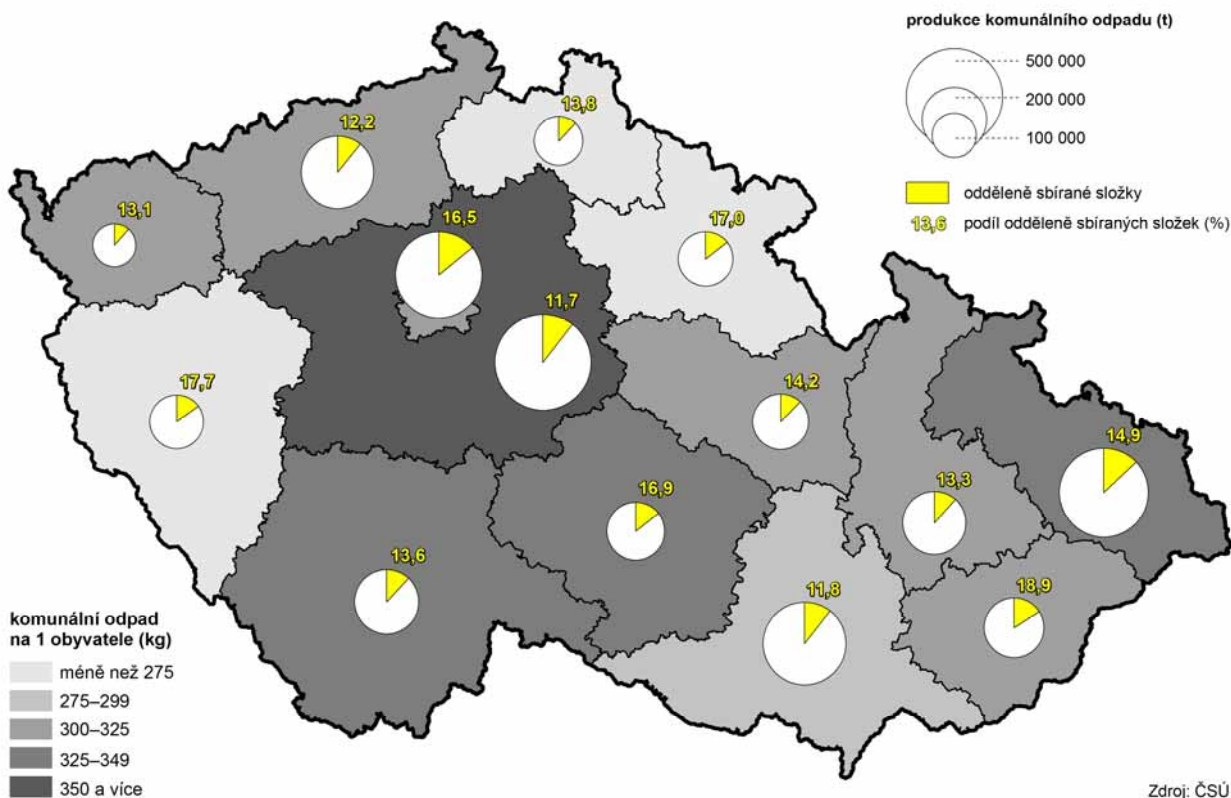 produkce komunálního odpadu (t)
500 000
200 000
100 000
odděleně sbírané složky
13,6 podíl odděleně sbíraných složek (%)
13,8
12,2
13,1
16,5
17,0
11,7
17,7
14,2
14,9
13,3
16,9
13,6
11,8
18,9
komunální odpad
na 1 obyvatele (kg)
méně než 275
275–299
300–325
325–349
350 a více
Zdroj: ČSÚ